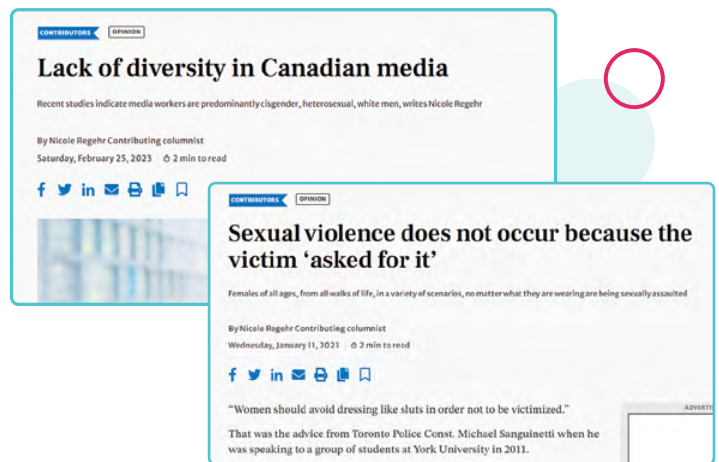 CONTRIBUTORS OPINION
Lack of diversity in Canadian media
Recent studies indicate media workers are predominantly cisgender, heterosexual, white men, writes Nicole Regehr
By Nicole Regehr Contributing columnist
Saturday, February 25, 2023 2 min to read
CONTRIBUTORS OPINION
Sexual violence does not occur because the
victim ‘asked for it’
Females of all ages, from all walks of life, in a variety of scenarios, no matter what they are wearing are being sexually assaulted
By Nicole Regehr Contributing columnist
Wednesday, January 11, 2023 2 min to read
“Women should avoid dressing like sluts in order not to be victimized.”
ADVERTI
That was the advice from Toronto Police Const. Michael Sanguinetti when he
was speaking to a group of students at York University in 2011.